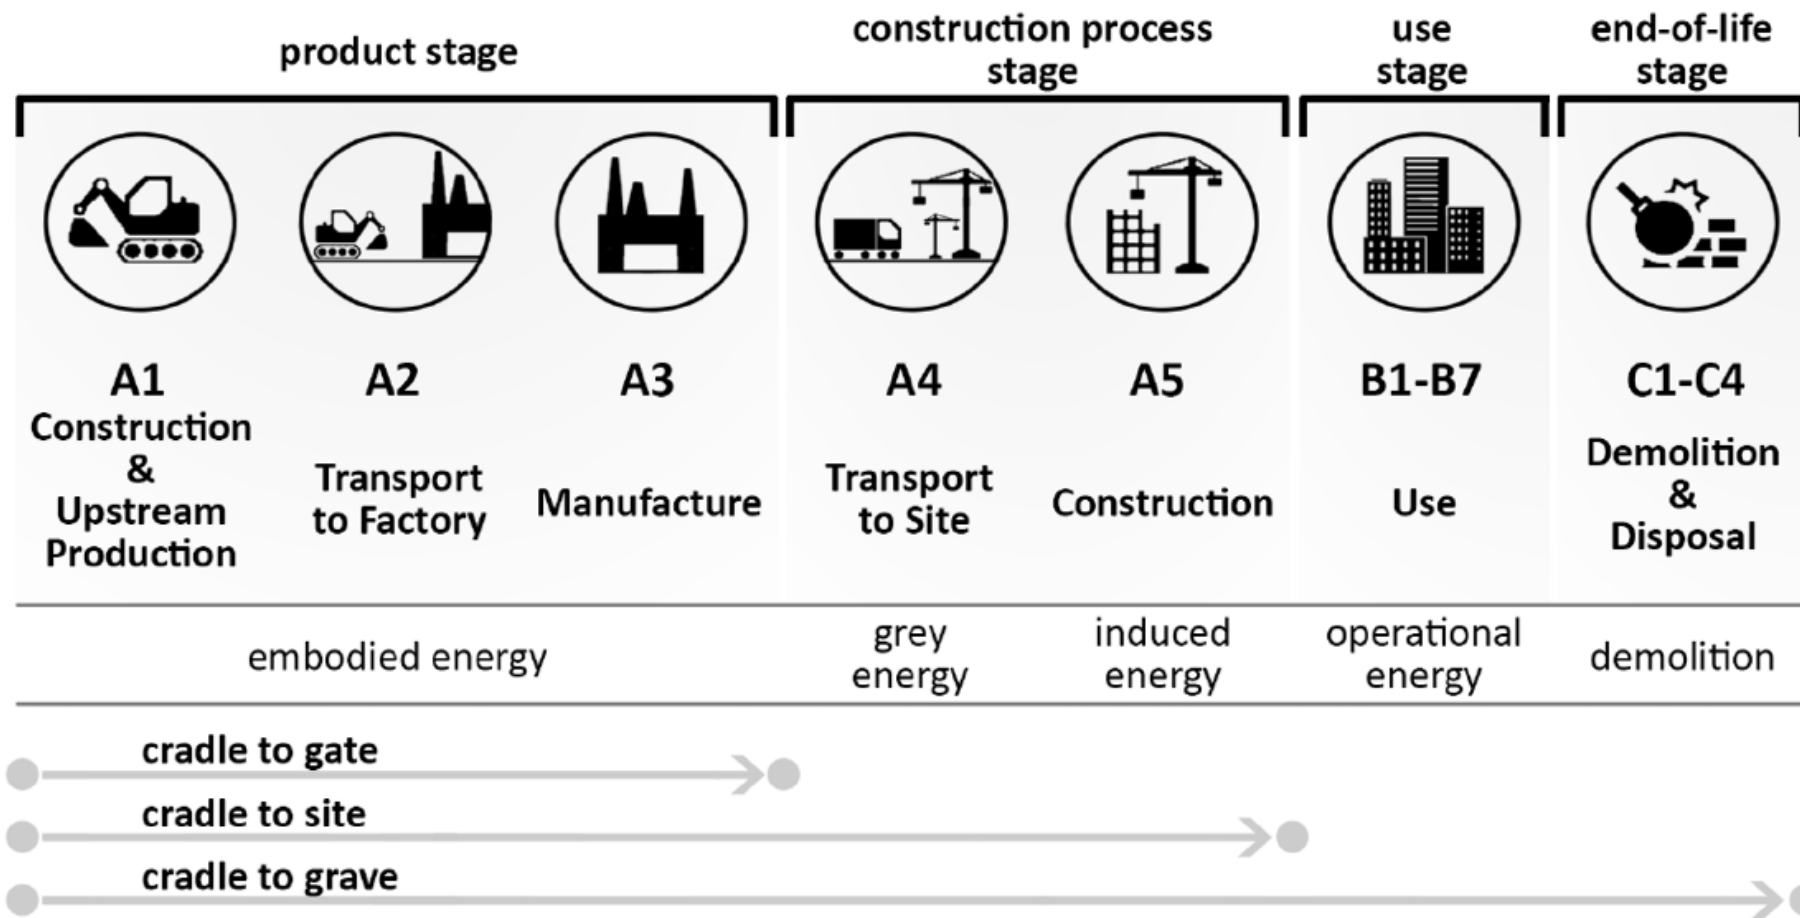 product stage
construction process
stage
use
stage
end-of-life
stage
A1
Construction
&
Upstream
Production
A2
Transport
to Factory
A3
Manufacture
A4
Transport
to Site
A5
Construction
B1-B7
Use
C1-C4
Demolition
&
Disposal
embodied energy
grey
energy
induced
energy
operational
energy
demolition
cradle to gate
cradle to site
cradle to grave